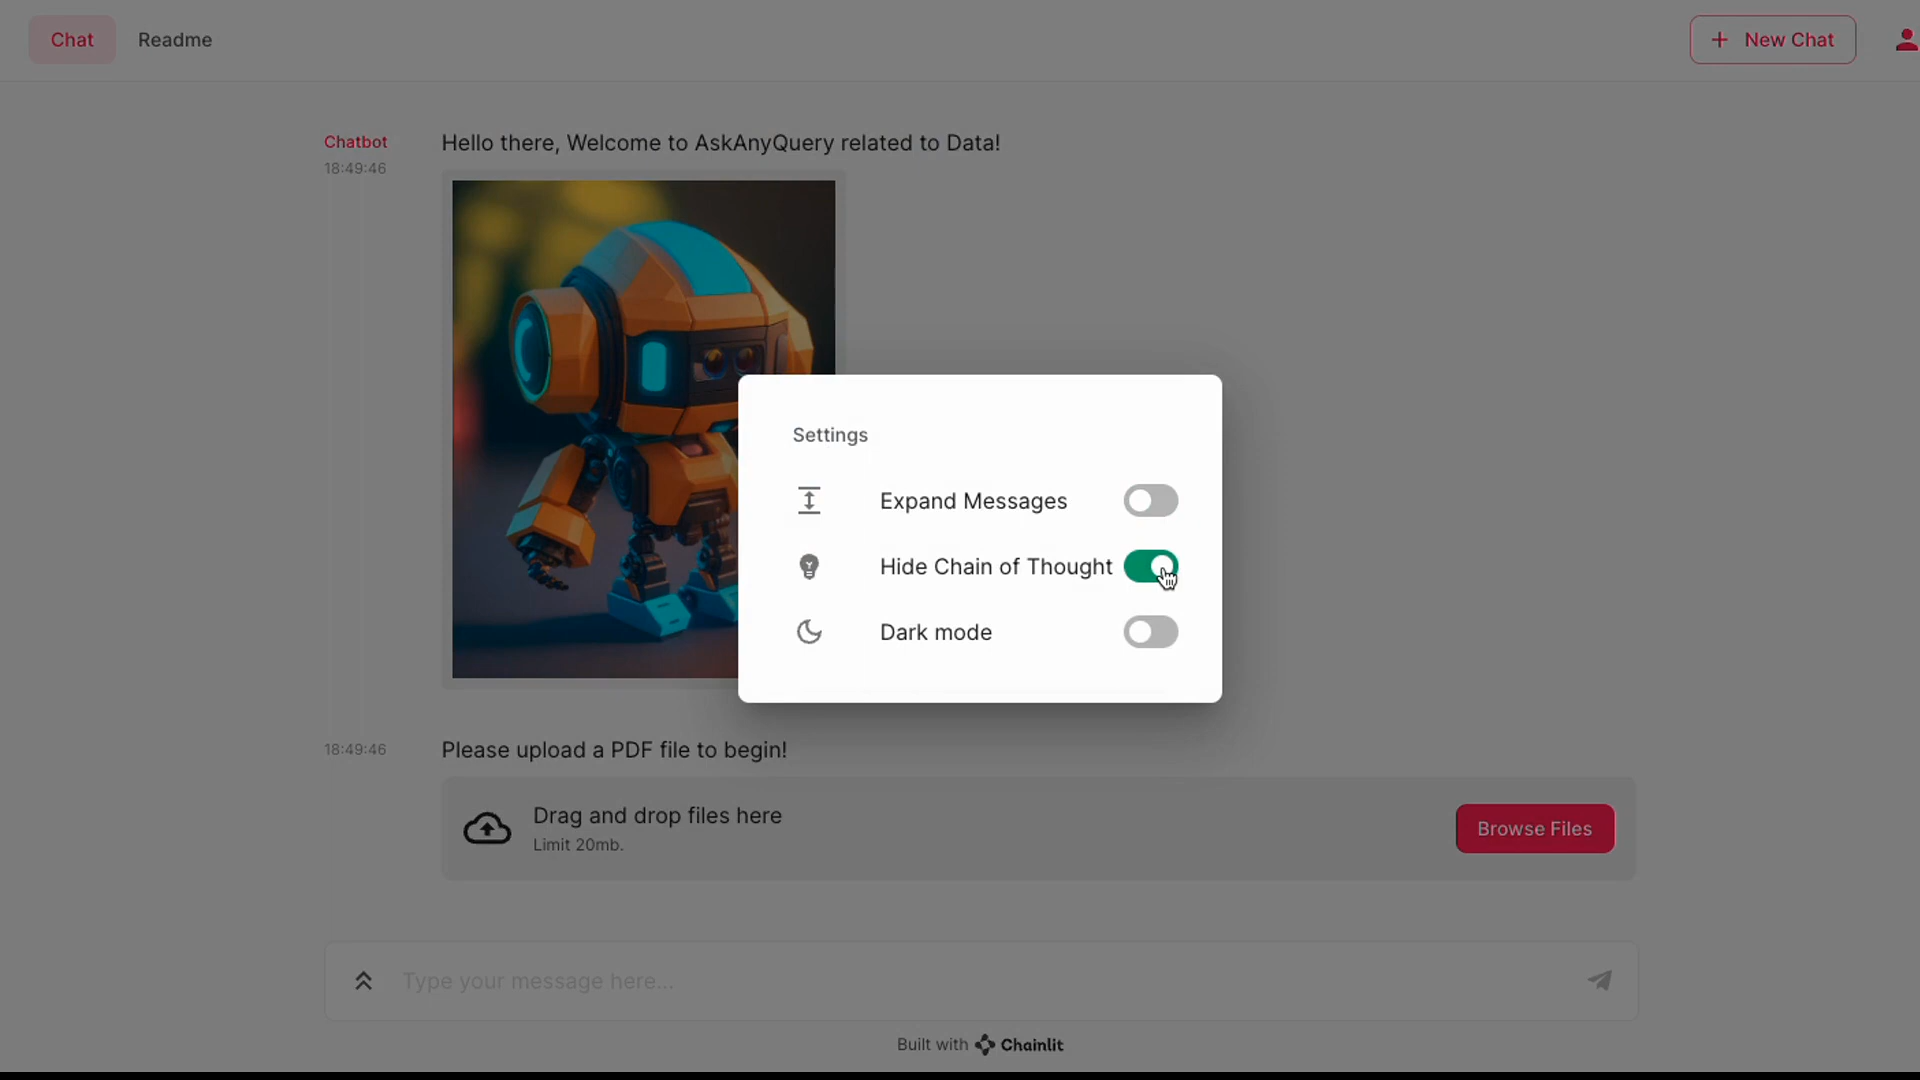 Chat
Readme
New Chat
Chatbot
18:49:46
Hello there, Welcome to AskAnyQuery related to Data!
Settings
Expand Messages
Hide Chain of Thought
Dark mode
18:49:46
Please upload a PDF file to begin!
Drag and drop files here
Limit 20mb.
Browse Files
Type your message here...
Built with Chainlit